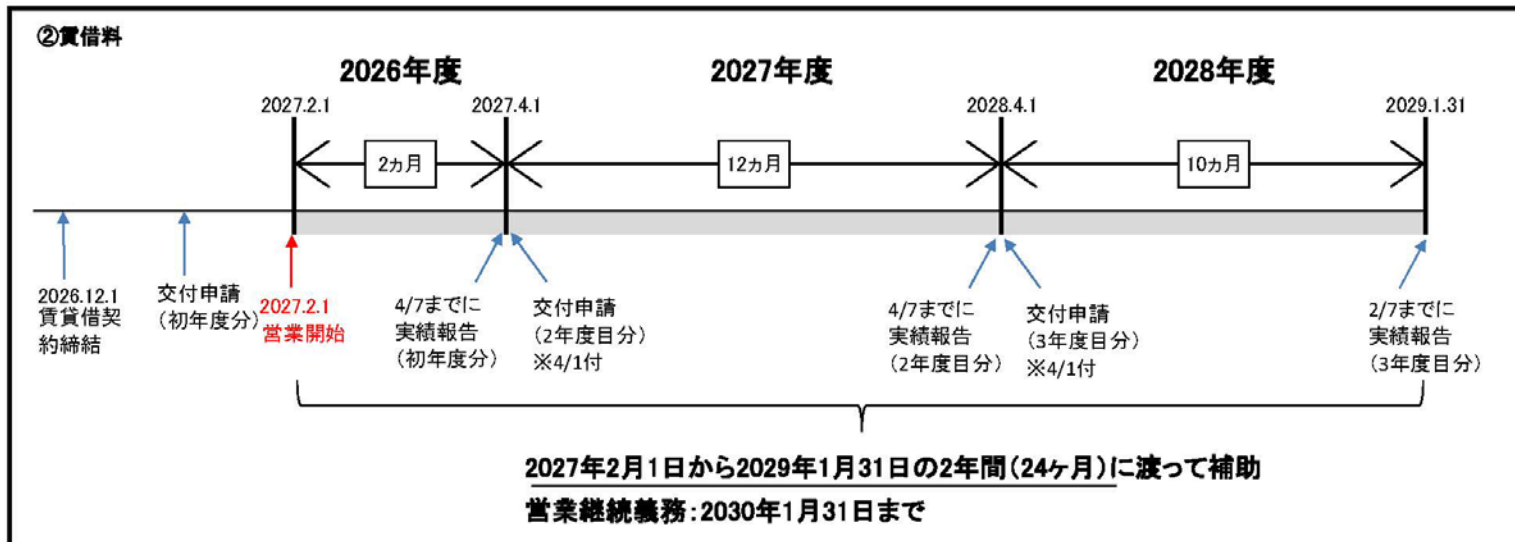 ②賃借料
2026年度
2027年度
2028年度
2027.2.1
2027.4.1
2028.4.1
2029.1.31
2ヵ月
12ヵ月
10ヵ月
2026.12.1
賃貸借契
約締結
交付申請
(初年度分)
2027.2.1
営業開始
4/7までに
実績報告
(初年度分)
交付申請
(2年度目分)
※4/1付
4/7までに
実績報告
(2年度目分)
交付申請
(3年度目分)
※4/1付
2/7までに
実績報告
(3年度目分)
2027年2月1日から2029年1月31日の2年間(24ヶ月)に渡って補助
営業継続義務:2030年1月31日まで